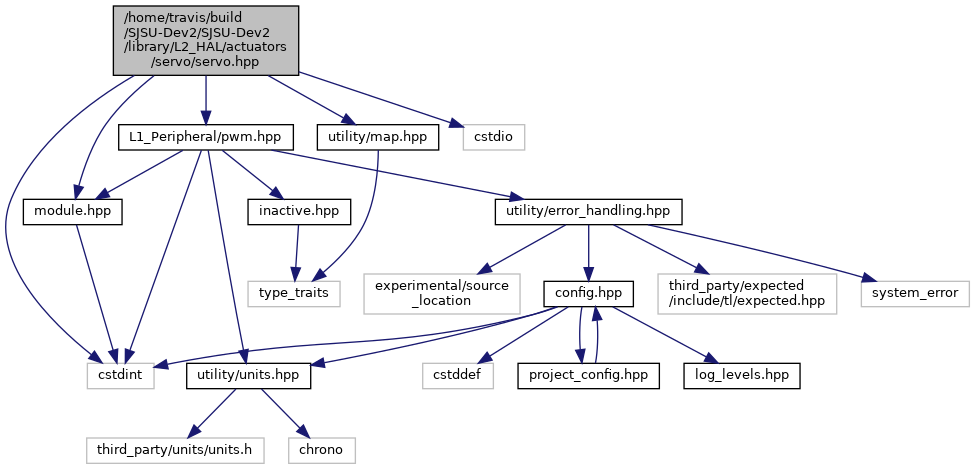 /home/travis/build
/SJSU-Dev2/SJSU-Dev2
/library/L2_HAL/actuators
/servo/servo.hpp
L1_Peripheral/pwm.hpp
utility/map.hpp
cstdio
module.hpp
inactive.hpp
utility/error_handling.hpp
type_traits
experimental/source
_location
config.hpp
third_party/expected
/include/tl/expected.hpp
system_error
cstdint
utility/units.hpp
cstddef
project_config.hpp
log_levels.hpp
third_party/units/units.h
chrono